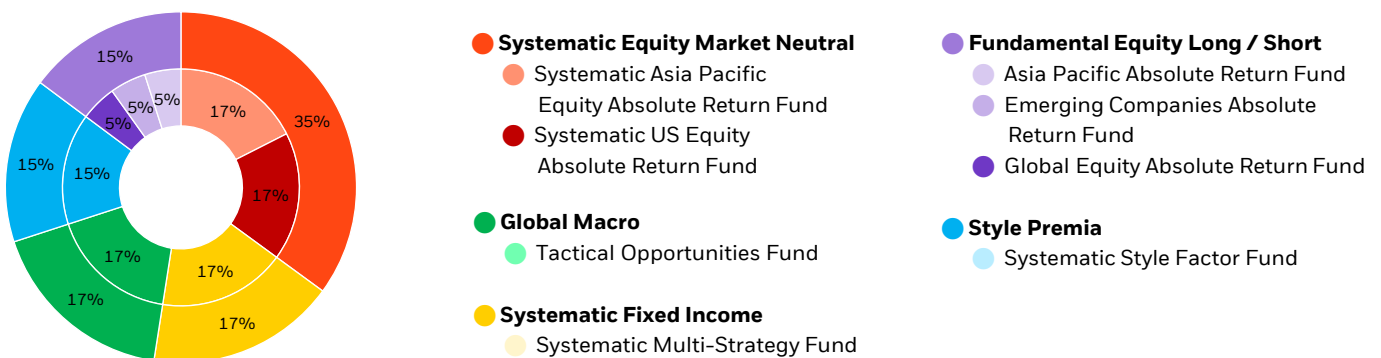 15%
5%
5%
5%
17%
35%
15%
15%
17%
17%
17%
17%
17%
Systematic Equity Market Neutral
Systematic Asia Pacific
Equity Absolute Return Fund
Systematic US Equity
Absolute Return Fund
Global Macro
Tactical Opportunities Fund
Systematic Fixed Income
Systematic Multi-Strategy Fund
Fundamental Equity Long / Short
Asia Pacific Absolute Return Fund
Emerging Companies Absolute
Return Fund
Global Equity Absolute Return Fund
Style Premia
Systematic Style Factor Fund